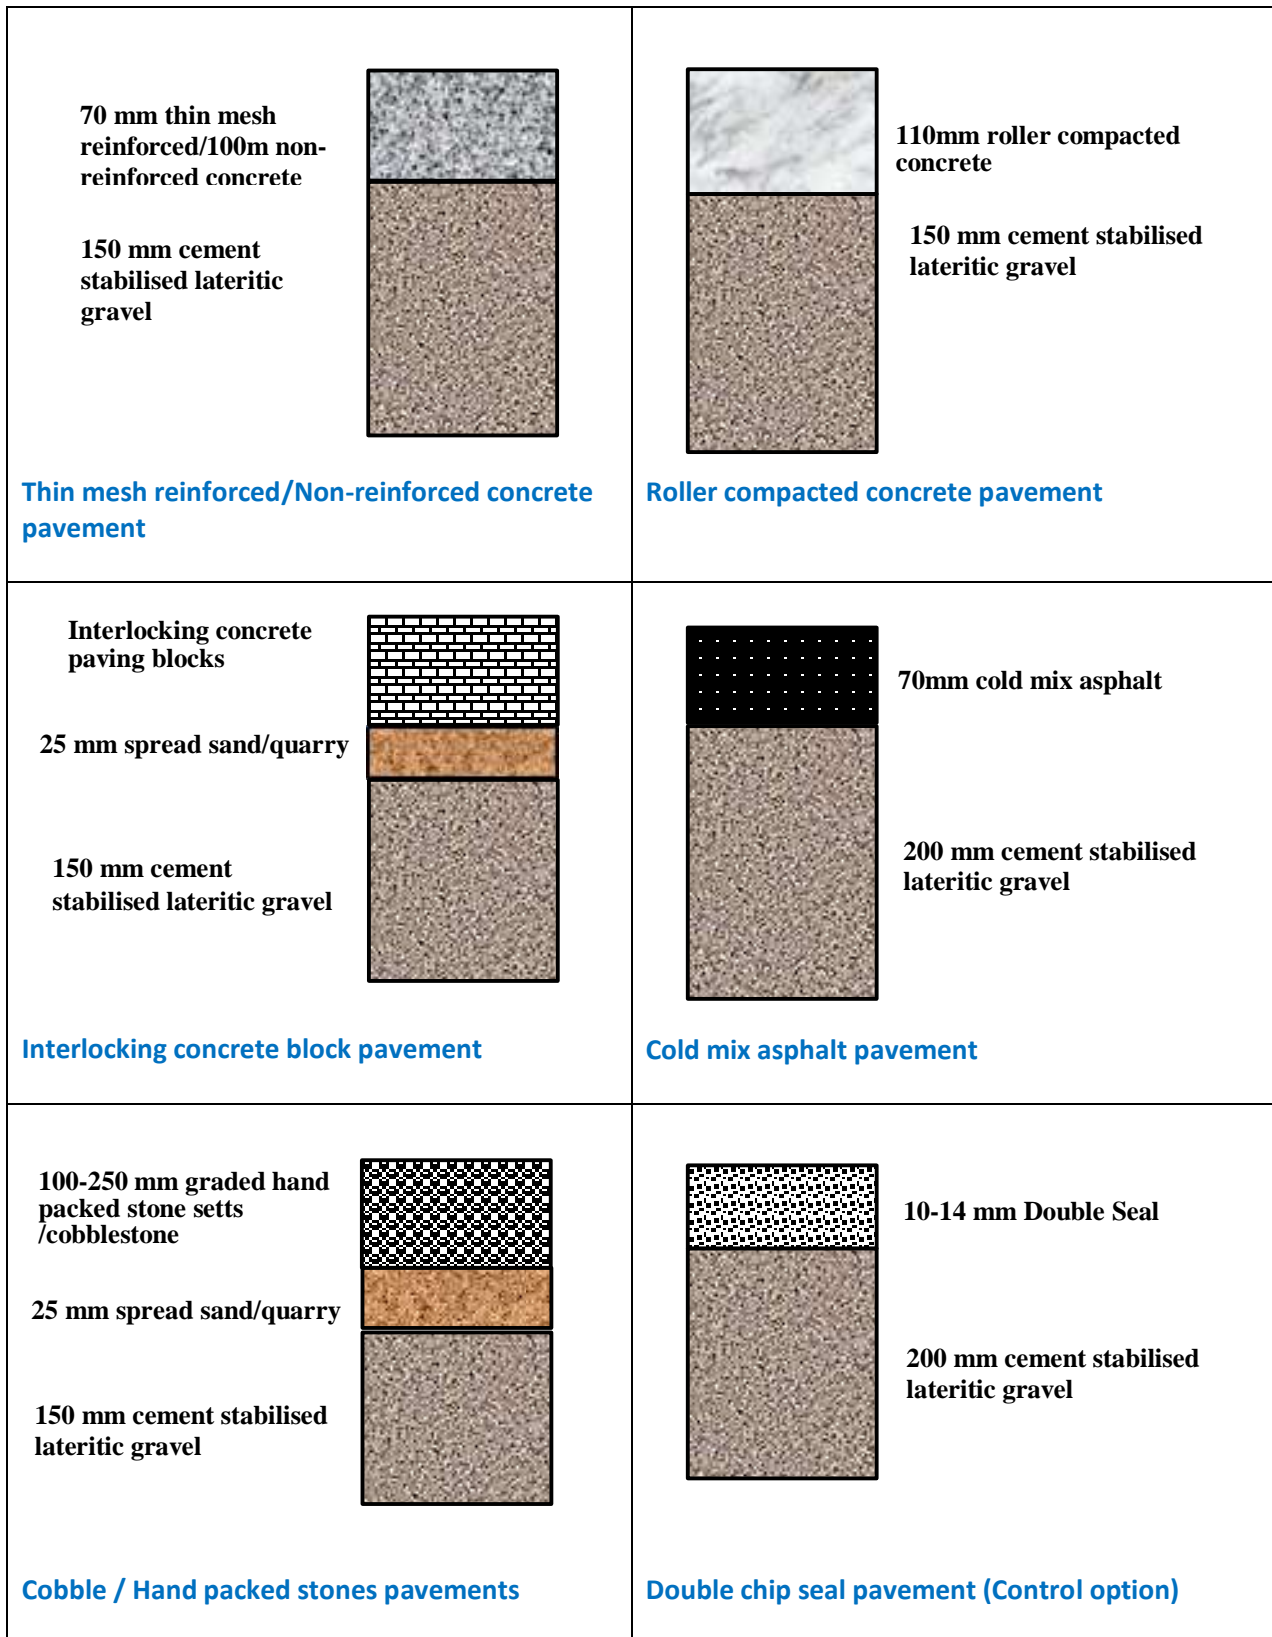 70 mm thin mesh
reinforced/100m non-
reinforced concrete
150 mm cement
stabilised lateritic
gravel
Thin mesh reinforced/Non-reinforced concrete
pavement
110mm roller compacted
concrete
150 mm cement stabilised
lateritic gravel
Roller compacted concrete pavement
Interlocking concrete
paving blocks
25 mm spread sand/quarry
150 mm cement
stabilised lateritic gravel
Interlocking concrete block pavement
70mm cold mix asphalt
200 mm cement stabilised
lateritic gravel
Cold mix asphalt pavement
100-250 mm graded hand
packed stone setts
/cobblestone
25 mm spread sand/quarry
150 mm cement stabilised
lateritic gravel
Cobble / Hand packed stones pavements
10-14 mm Double Seal
200 mm cement stabilised
lateritic gravel
Double chip seal pavement (Control option)